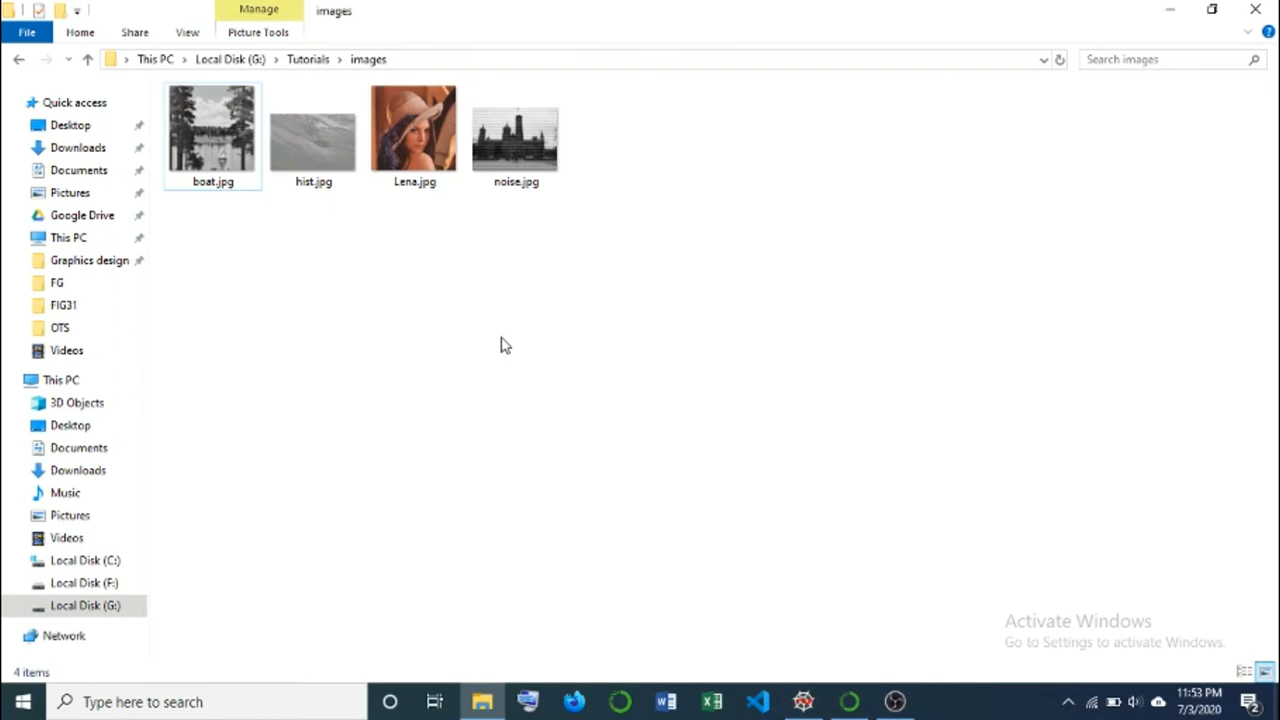 Manage
images
File
Home
Share
View
Picture Tools
This PC
Local Disk (G:)
Tutorials
images
Search images
Quick access
Desktop
Downloads
Documents
Pictures
Google Drive
This PC
Graphics design
FG
FIG31
OTS
Videos
This PC
3D Objects
Desktop
Documents
Downloads
Music
Pictures
Videos
Local Disk (C:)
Local Disk (F:)
Local Disk (G:)
Network
boat.jpg
hist.jpg
Lena.jpg
noise.jpg
Activate Windows
Go to Settings to activate Windows.
4 items
Type here to search
11:53 PM
7/3/2020
2